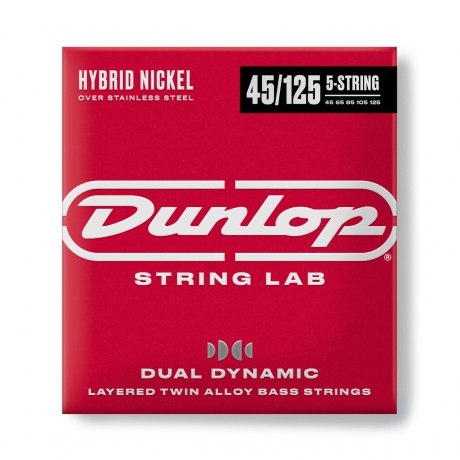 HYBRID NICKEL
OVER STAINLESS STEEL
45/125 5-STRING
45 65 85 105 125
Dunlop®
STRING LAB
DUAL DYNAMIC
LAYERED TWIN ALLOY BASS STRINGS